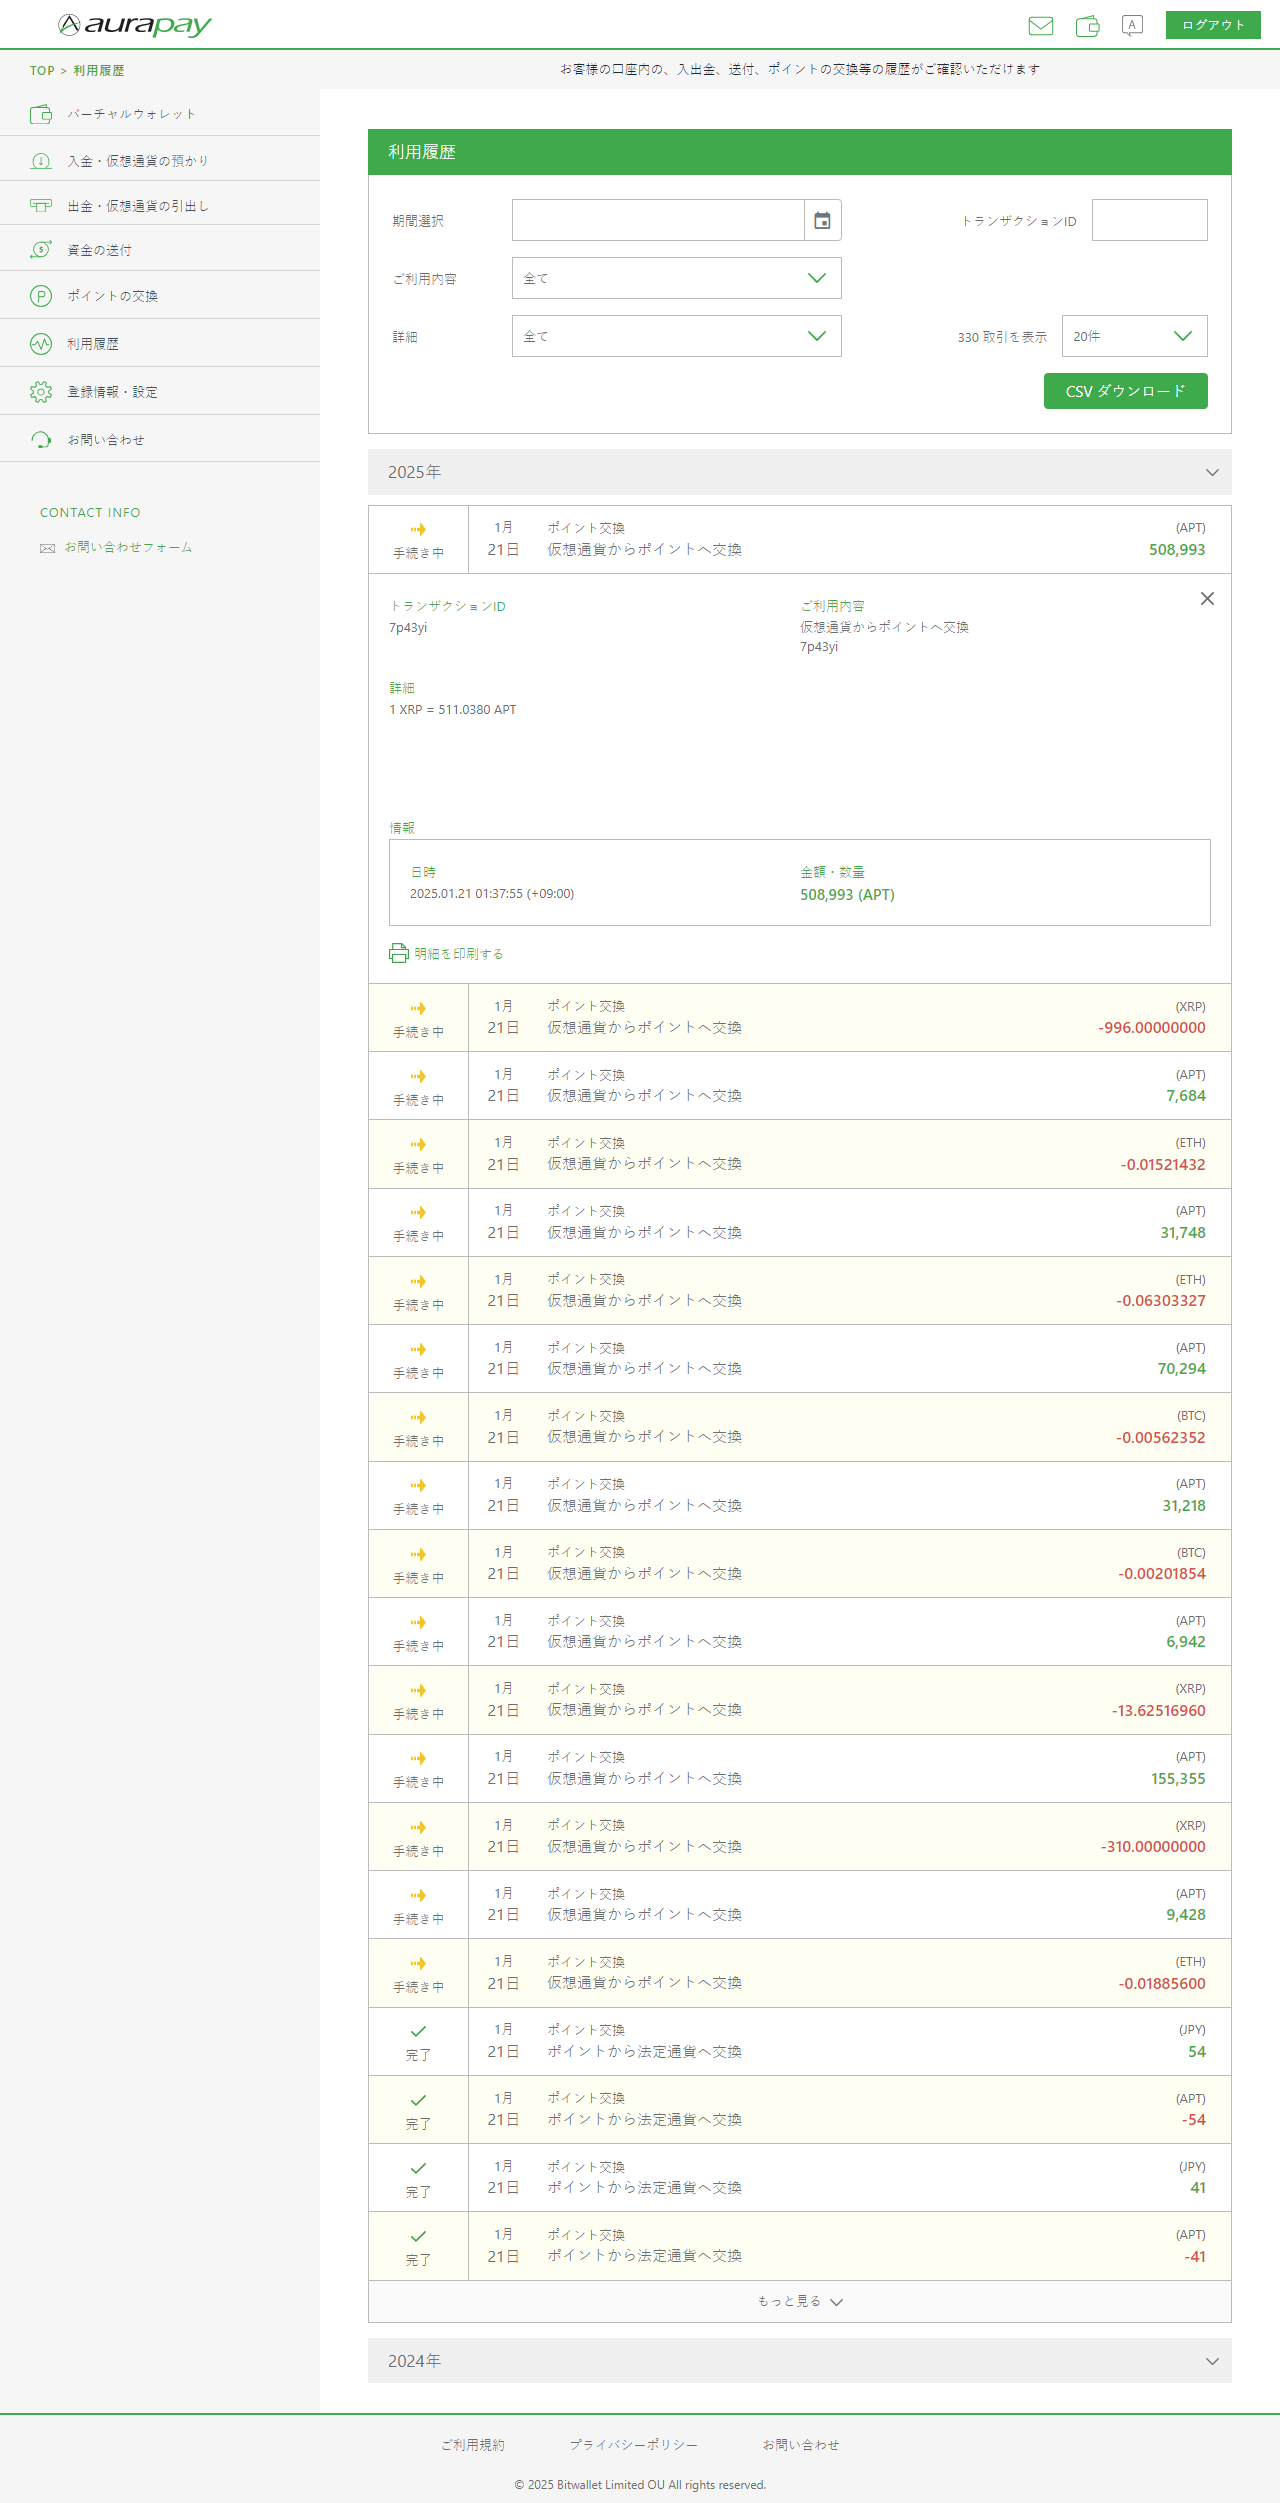 aurapay
A
ログアウト
TOP > 利用履歴
お客様の口座内の、入出金、送付、ポイントの交換等の履歴がご確認いただけます
バーチャルウォレット
入金・仮想通貨の預かり
出金・仮想通貨の引出し
資金の送付
ポイントの交換
利用履歴
登録情報・設定
お問い合わせ
CONTACT INFO
お問い合わせフォーム
利用履歴
期間選択
トランザクションID
ご利用内容
全て
詳細
全て
330 取引を表示
20件
CSV ダウンロード
2025年
手続き中
1月
21日
ポイント交換
仮想通貨からポイントへ交換
(APT)
508,993
トランザクションID
7p43yi
ご利用内容
仮想通貨からポイントへ交換
7p43yi
詳細
1 XRP = 511.0380 APT
情報
日時
2025.01.21 01:37:55 (+09:00)
金額・数量
508,993 (APT)
明細を印刷する
手続き中
1月
21日
ポイント交換
仮想通貨からポイントへ交換
(XRP)
-996.00000000
手続き中
1月
21日
ポイント交換
仮想通貨からポイントへ交換
(APT)
7,684
手続き中
1月
21日
ポイント交換
仮想通貨からポイントへ交換
(ETH)
-0.01521432
手続き中
1月
21日
ポイント交換
仮想通貨からポイントへ交換
(APT)
31,748
手続き中
1月
21日
ポイント交換
仮想通貨からポイントへ交換
(ETH)
-0.06303327
手続き中
1月
21日
ポイント交換
仮想通貨からポイントへ交換
(APT)
70,294
手続き中
1月
21日
ポイント交換
仮想通貨からポイントへ交換
(BTC)
-0.00562352
手続き中
1月
21日
ポイント交換
仮想通貨からポイントへ交換
(APT)
31,218
手続き中
1月
21日
ポイント交換
仮想通貨からポイントへ交換
(BTC)
-0.00201854
手続き中
1月
21日
ポイント交換
仮想通貨からポイントへ交換
(APT)
6,942
手続き中
1月
21日
ポイント交換
仮想通貨からポイントへ交換
(XRP)
-13.62516960
手続き中
1月
21日
ポイント交換
仮想通貨からポイントへ交換
(APT)
155,355
手続き中
1月
21日
ポイント交換
仮想通貨からポイントへ交換
(XRP)
-310.00000000
手続き中
1月
21日
ポイント交換
仮想通貨からポイントへ交換
(APT)
9,428
手続き中
1月
21日
ポイント交換
仮想通貨からポイントへ交換
(ETH)
-0.01885600
完了
1月
21日
ポイント交換
ポイントから法定通貨へ交換
(JPY)
54
完了
1月
21日
ポイント交換
ポイントから法定通貨へ交換
(APT)
-54
完了
1月
21日
ポイント交換
ポイントから法定通貨へ交換
(JPY)
41
完了
1月
21日
ポイント交換
ポイントから法定通貨へ交換
(APT)
-41
もっと見る
2024年
ご利用規約
プライバシーポリシー
お問い合わせ
© 2025 Bitwallet Limited OU All rights reserved.